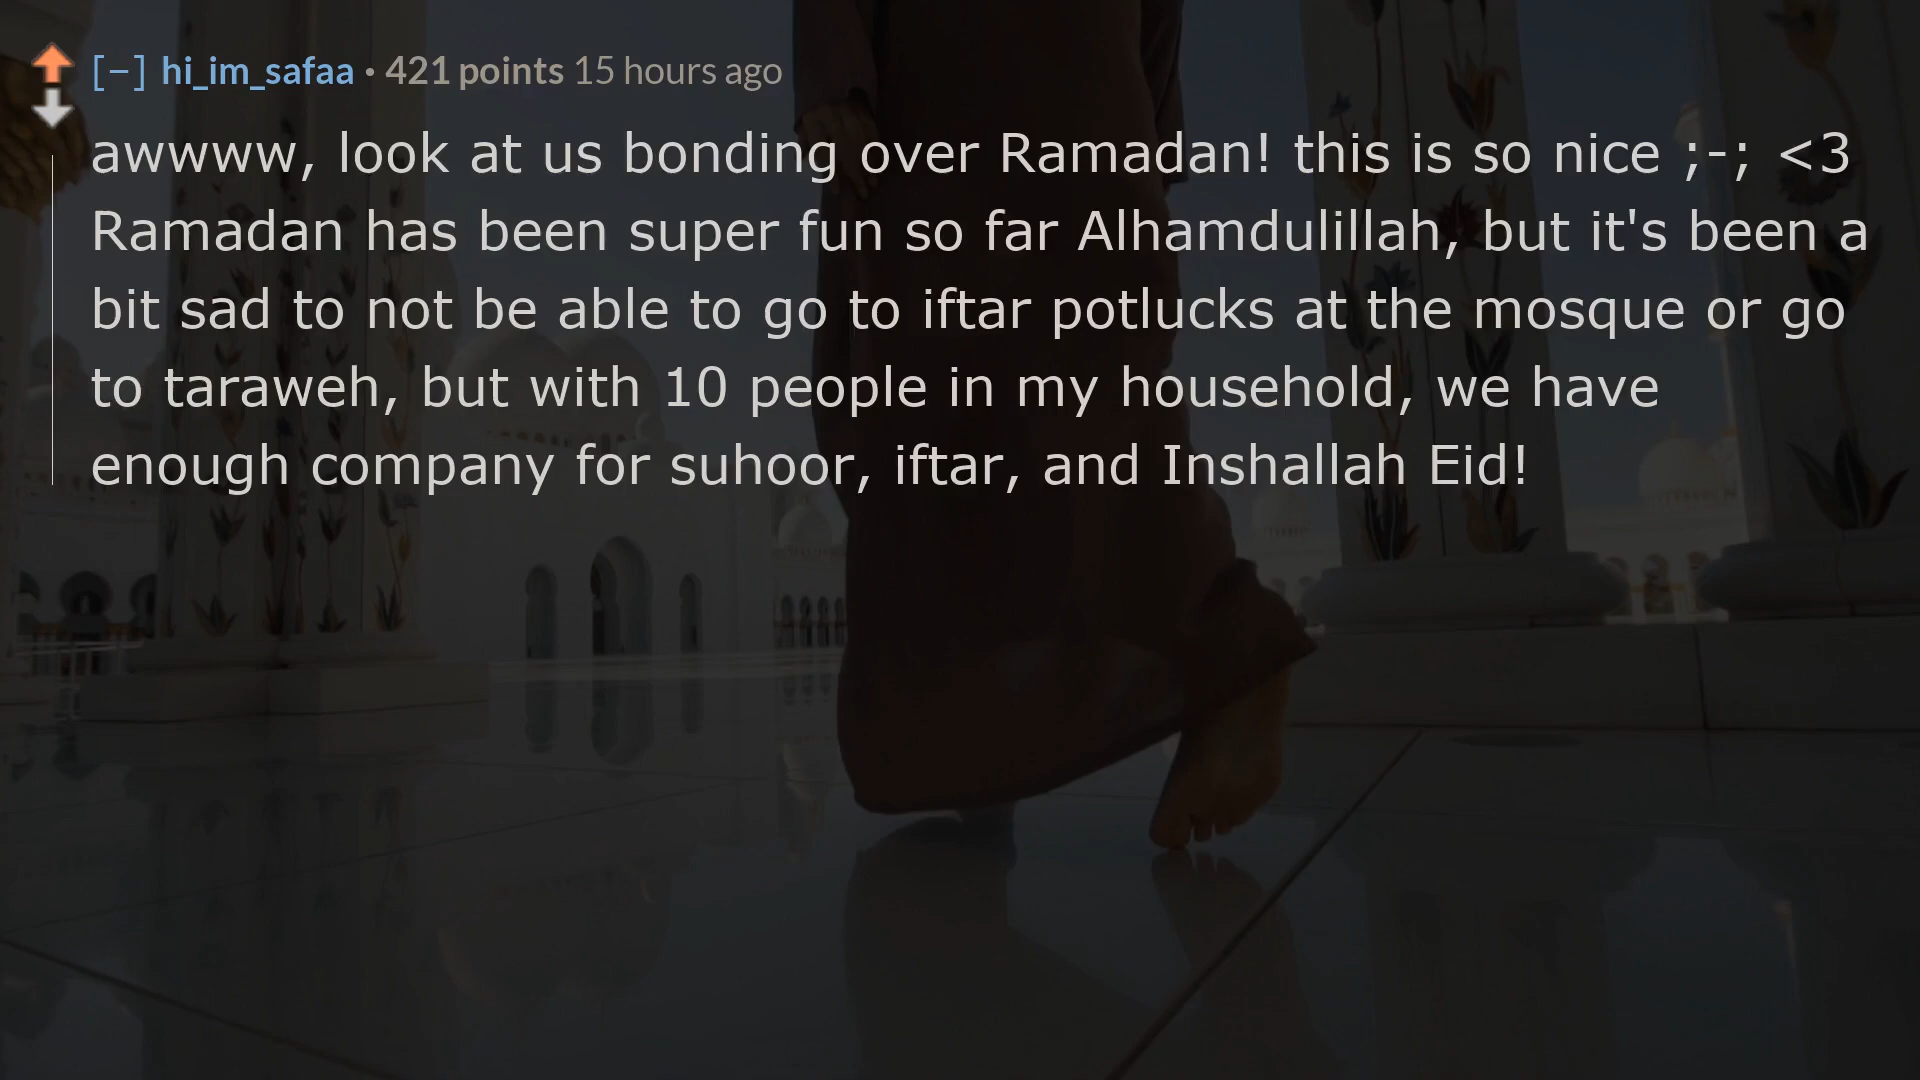 [–] hi_im_safaa • 421 points 15 hours ago
awwww, look at us bonding over Ramadan! this is so nice ;-; <3
Ramadan has been super fun so far Alhamdulillah, but it's been a
bit sad to not be able to go to iftar potlucks at the mosque or go
to taraweh, but with 10 people in my household, we have
enough company for suhoor, iftar, and Inshallah Eid!